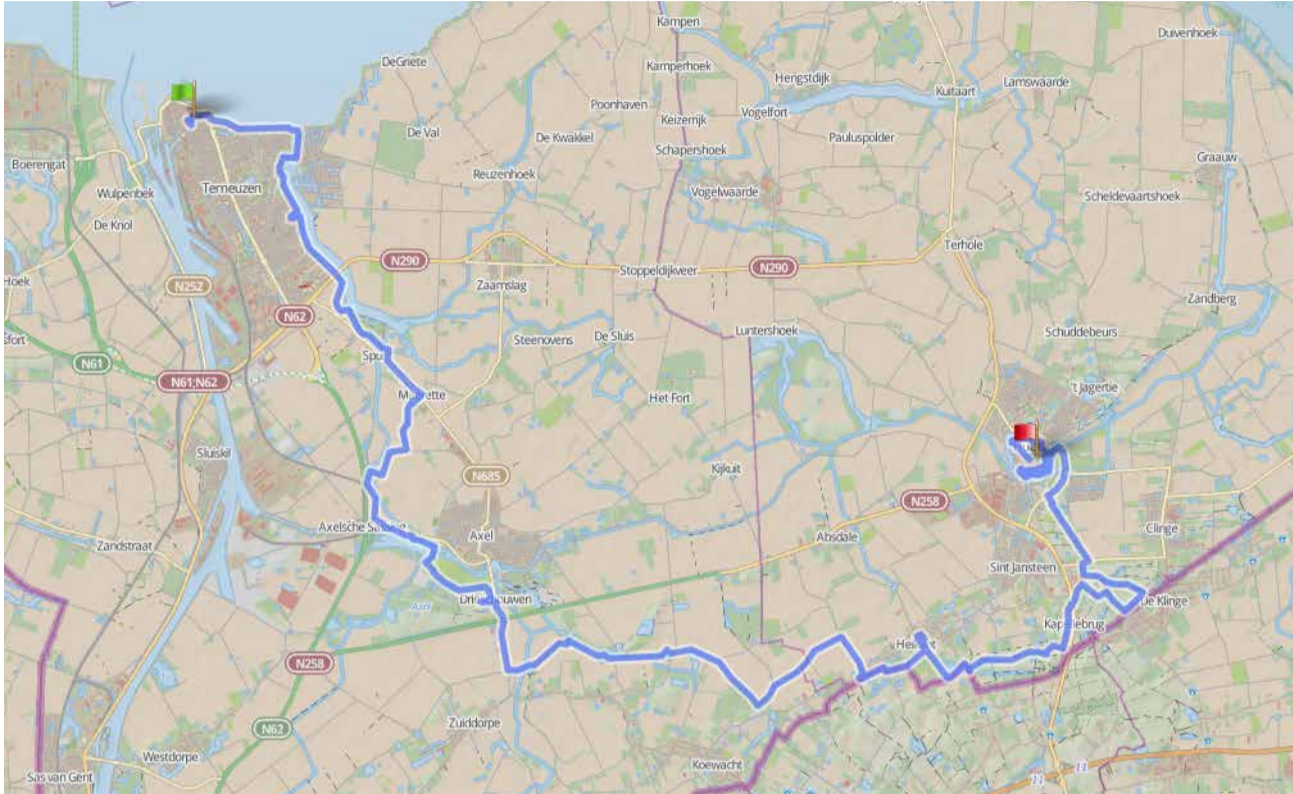 Kampen
Duivenhoek
DeGriete
Kamperhoek
Hengstdijk
Lamswaarde
Kuitaart
Poonhaven
Vogelfort
Keizerrijk
De Val
De Kwakkel
Pauluspolder
Schapershoek
Graauw
Boerengat
Reuzenhoek
Terneuzen
Wulpenbek
Vogelwaarde
Scheldevaartshoek
De Knol
Terhole
N290
Stoppeldijkveer
N290
Hoek
N252
Zaamslag
Zandberg
N62
Luntershoek
Schuddebeurs
De Sluis
Steenovens
N61
N61;N62
't Jagertje
Het Fort
Sluiskil
Kijkuit
N685
N258
Axel
Absdale
Clinge
Zandstraat
Sint Jansteen
De Klinge
N258
Zuiddorpe
N62
Westdorpe
Koewacht
Sas van Gent
11
11